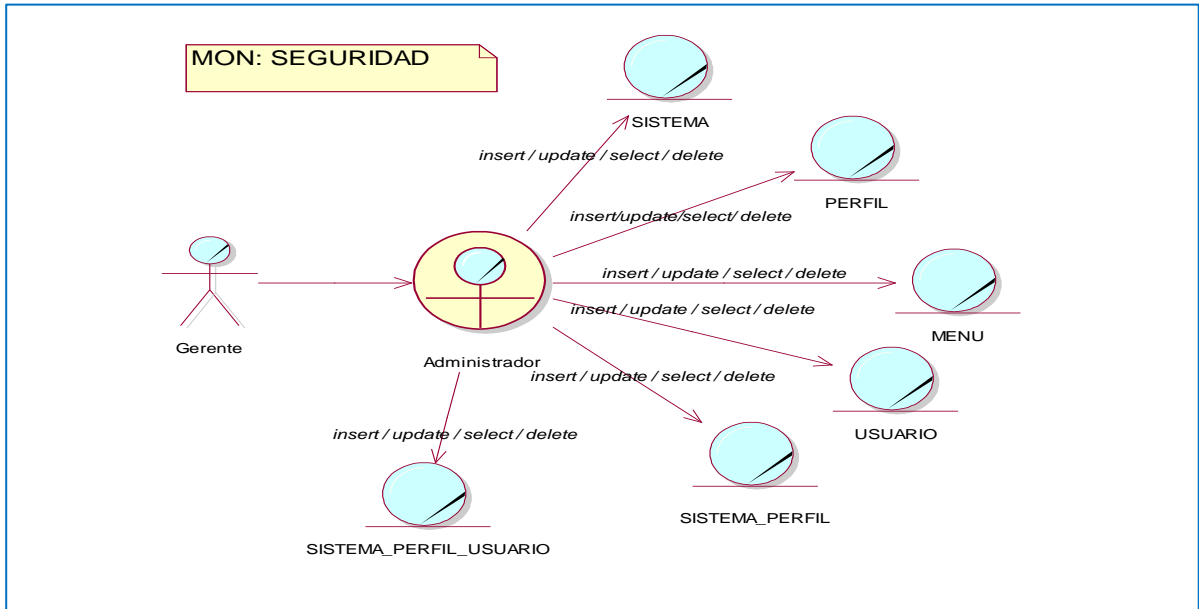 MON: SEGURIDAD
SISTEMA
insert / update / select / delete
PERFIL
insert/update/select/ delete
insert / update / select / delete
insert / update / select / delete
MENU
Gerente
Administrador
insert / update / select / delete
USUARIO
insert / update / select / delete
SISTEMA_PERFIL
SISTEMA_PERFIL_USUARIO